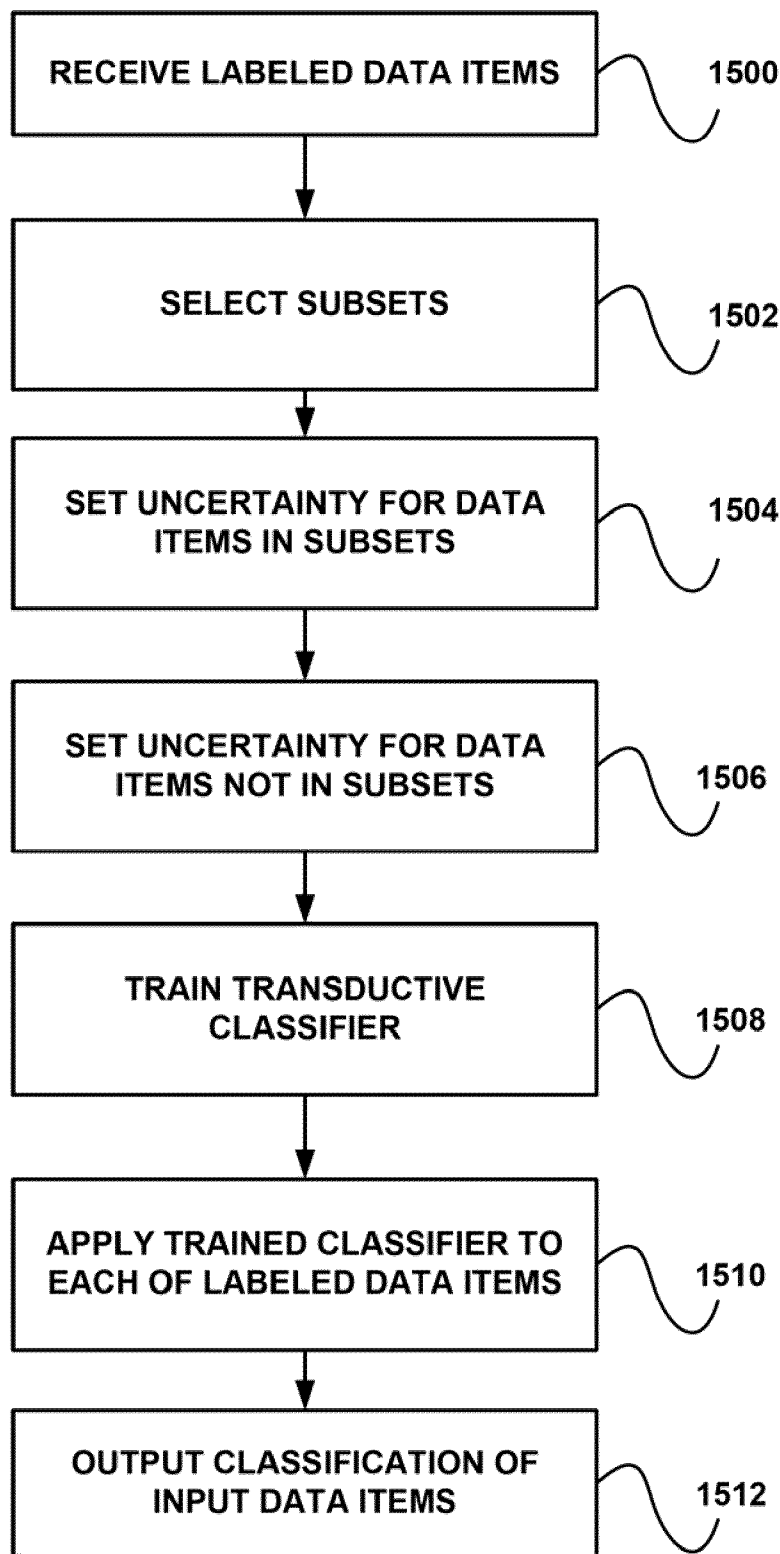 RECEIVE LABELED DATA ITEMS
1500
SELECT SUBSETS
1502
SET UNCERTAINTY FOR DATA
ITEMS IN SUBSETS
1504
SET UNCERTAINTY FOR DATA
ITEMS NOT IN SUBSETS
1506
TRAIN TRANSDUCTIVE
CLASSIFIER
1508
APPLY TRAINED CLASSIFIER TO
EACH OF LABELED DATA ITEMS
1510
OUTPUT CLASSIFICATION OF
INPUT DATA ITEMS
1512